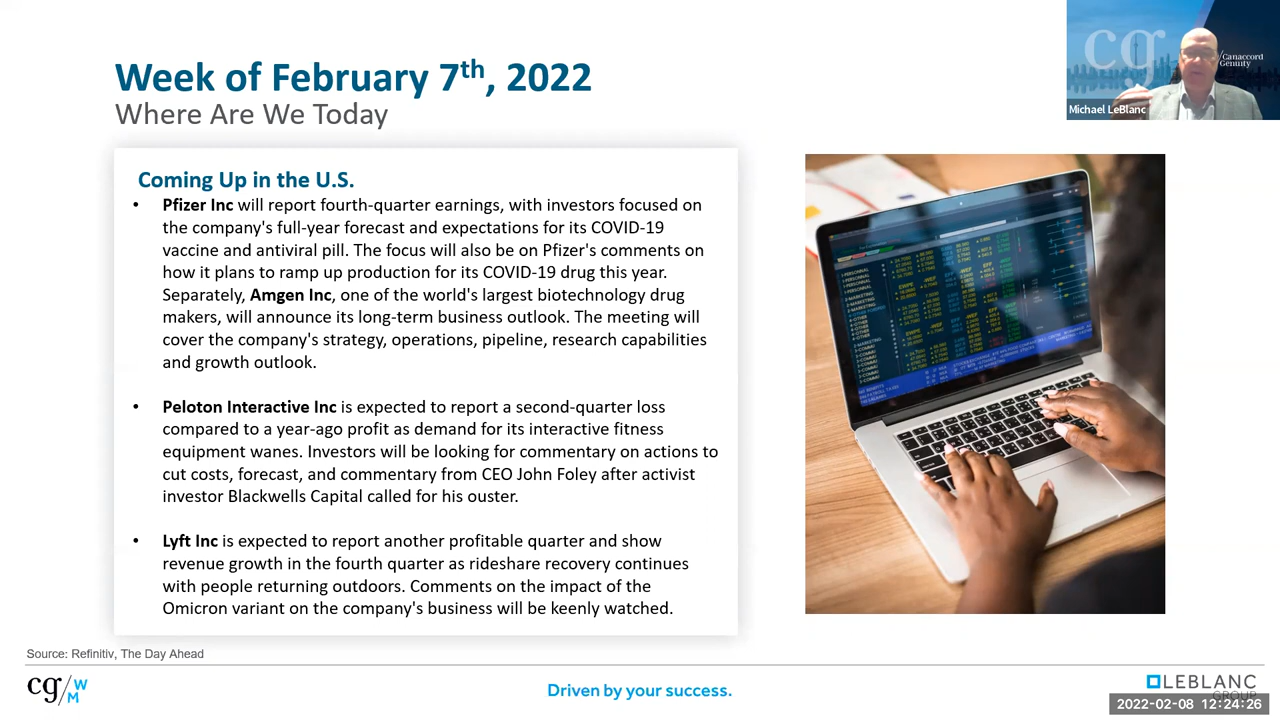 Week of February 7th, 2022
Where Are We Today
cg
/Canaccord
Genuity
Michael LeBlanc
Coming Up in the U.S.
• Pfizer Inc will report fourth-quarter earnings, with investors focused on
the company's full-year forecast and expectations for its COVID-19
vaccine and antiviral pill. The focus will also be on Pfizer's comments on
how it plans to ramp up production for its COVID-19 drug this year.
Separately, Amgen Inc, one of the world's largest biotechnology drug
makers, will announce its long-term business outlook. The meeting will
cover the company's strategy, operations, pipeline, research capabilities
and growth outlook.
• Peloton Interactive Inc is expected to report a second-quarter loss
compared to a year-ago profit as demand for its interactive fitness
equipment wanes. Investors will be looking for commentary on actions to
cut costs, forecast, and commentary from CEO John Foley after activist
investor Blackwells Capital called for his ouster.
• Lyft Inc is expected to report another profitable quarter and show
revenue growth in the fourth quarter as rideshare recovery continues
with people returning outdoors. Comments on the impact of the
Omicron variant on the company's business will be keenly watched.
Source: Refinitiv, The Day Ahead
cg/WM
Driven by your success.
LEBLANC
GROUP
2022-02-08 12:24:26